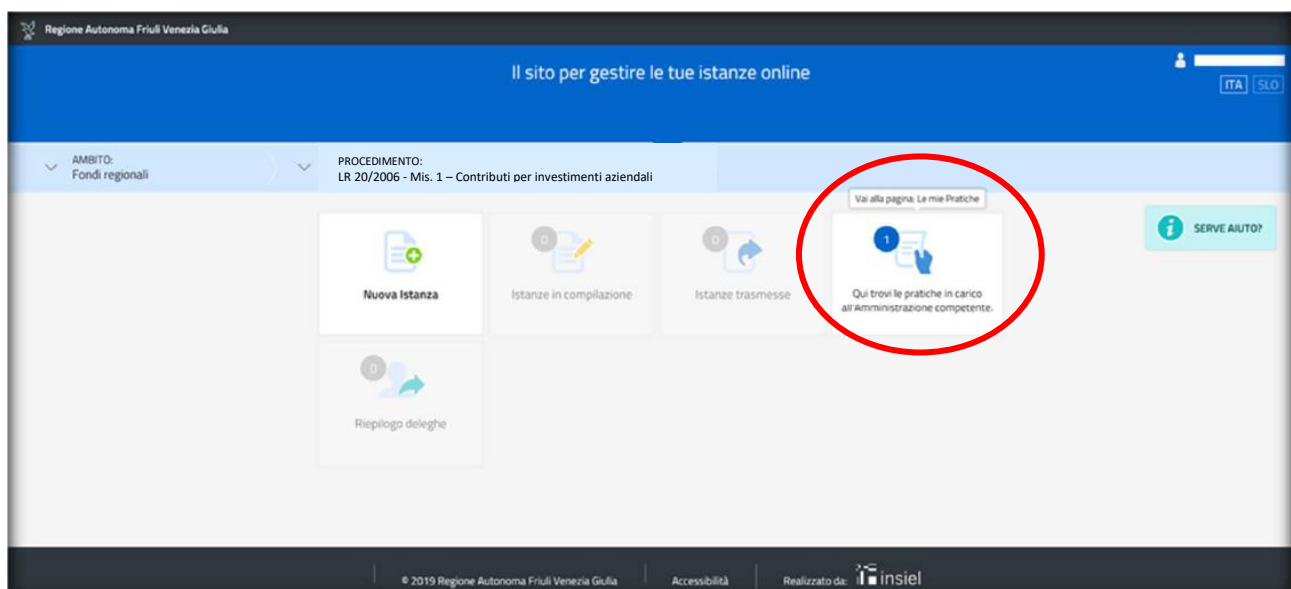 Regione Autonoma Friuli Venezia Giulia
Il sito per gestire le tue istanze online
ITA SLO
AMBITO:
Fondi regionali
PROCEDIMENTO:
LR 20/2006 - Mis. 1 – Contributi per investimenti aziendali
Vai alla pagina: Le mie Pratiche
SERVE AIUTO?
Nuova Istanza
0
Istanze in compilazione
0
Istanze trasmesse
1
Qui trovi le pratiche in carico
all'Amministrazione competente.
0
Riepilogo deleghe
© 2019 Regione Autonoma Friuli Venezia Giulia
Accessibilità
Realizzato da: insiel